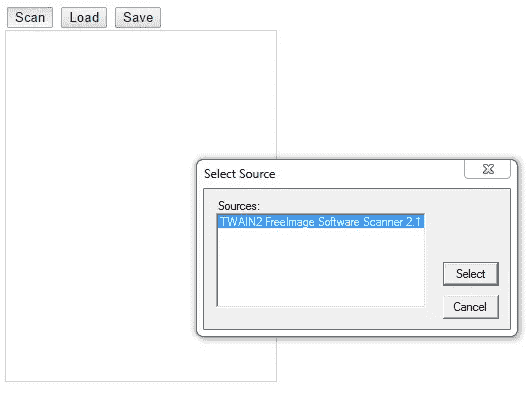 Scan Load Save
Select Source
Sources:
TWAIN2 FreeImage Software Scanner 2.1
Select
Cancel